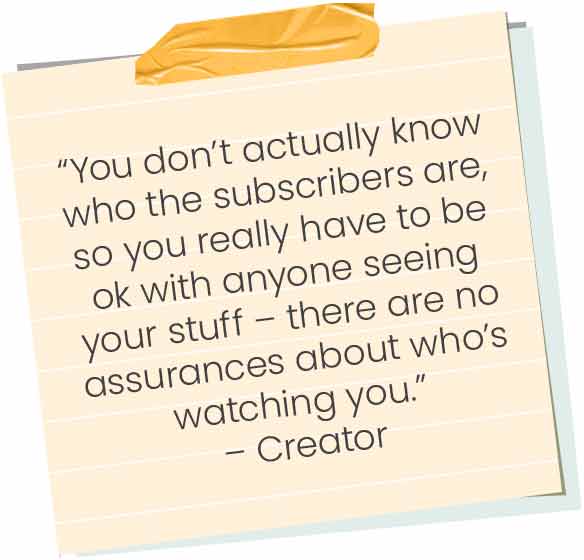 “You don’t actually know
who the subscribers are,
so you really have to be
ok with anyone seeing
your stuff – there are no
assurances about who’s
watching you.”
– Creator